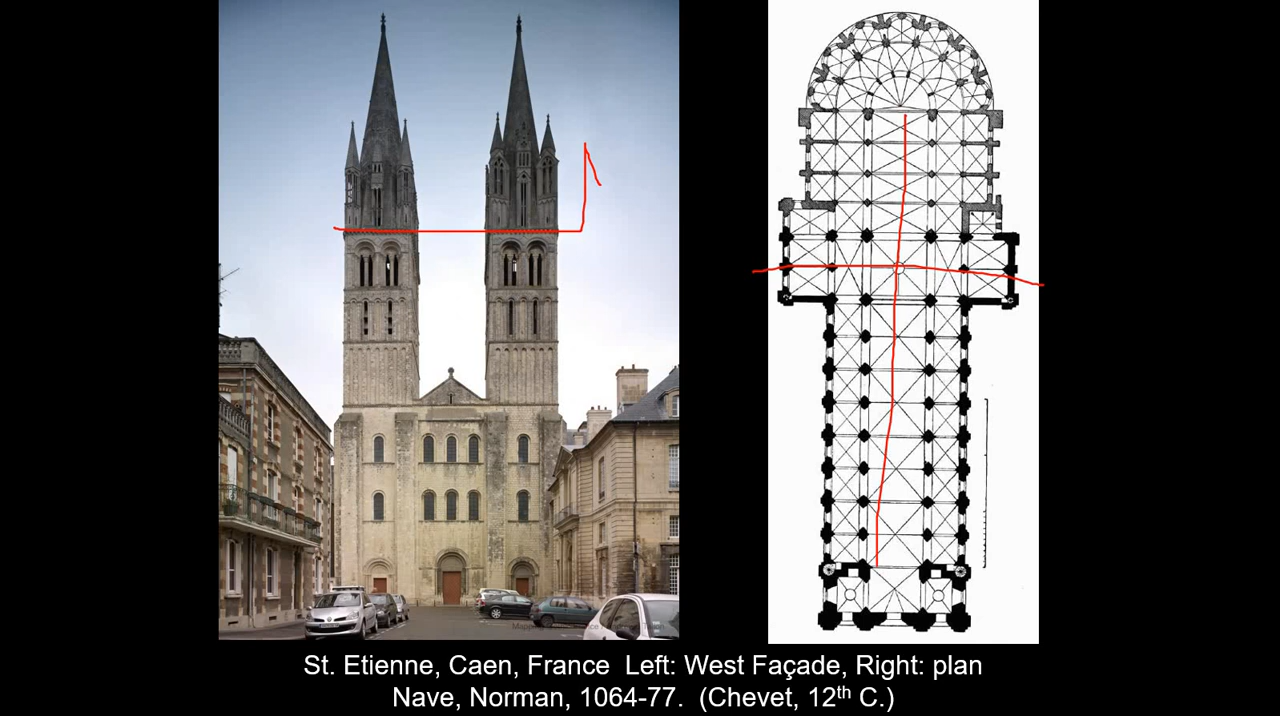 St. Etienne, Caen, France  Left: West Façade, Right: plan
Nave, Norman, 1064-77.  (Chevet, 12th C.)